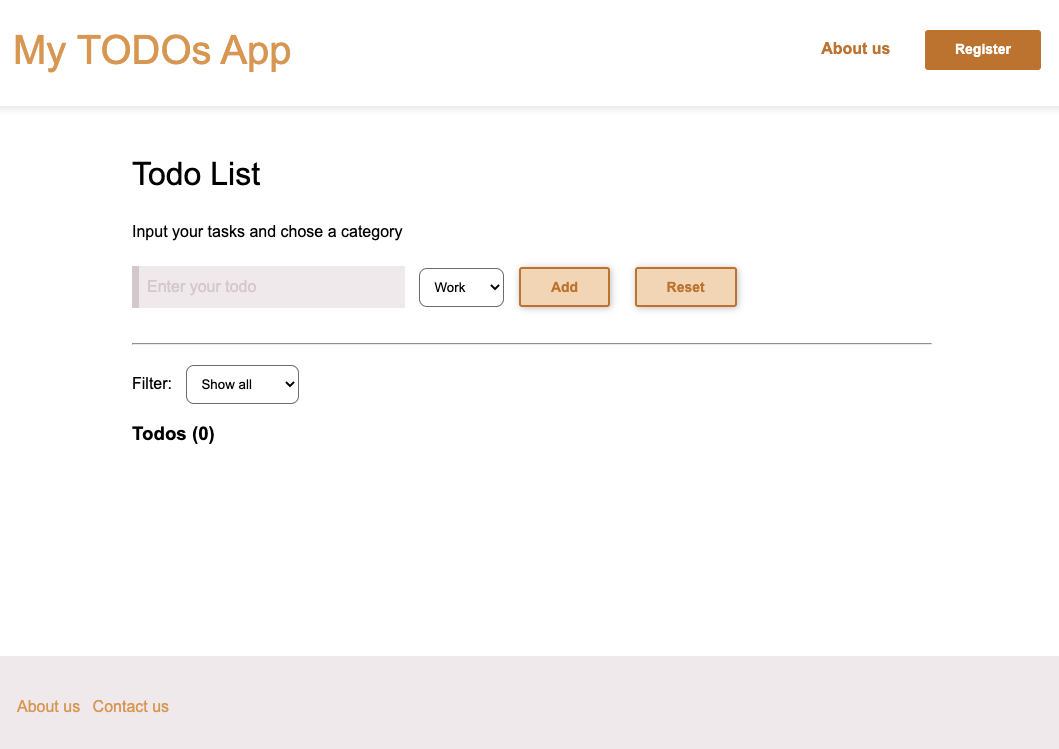 My TODOs App
About us
Register
Todo List
Input your tasks and chose a category
Enter your todo
Work
Add
Reset
Filter:
Show all
Todos (0)
About us
Contact us